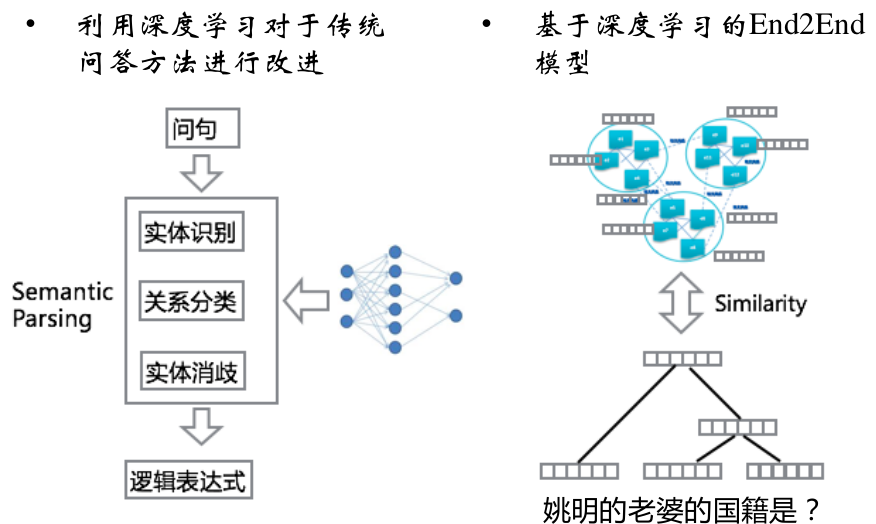 • 利用深度学习对于传统
问答方法进行改进
• 基于深度学习的End2End
模型
问句
实体识别
Semantic
Parsing
关系分类
实体消歧
逻辑表达式
Similarity
姚明的老婆的国籍是？